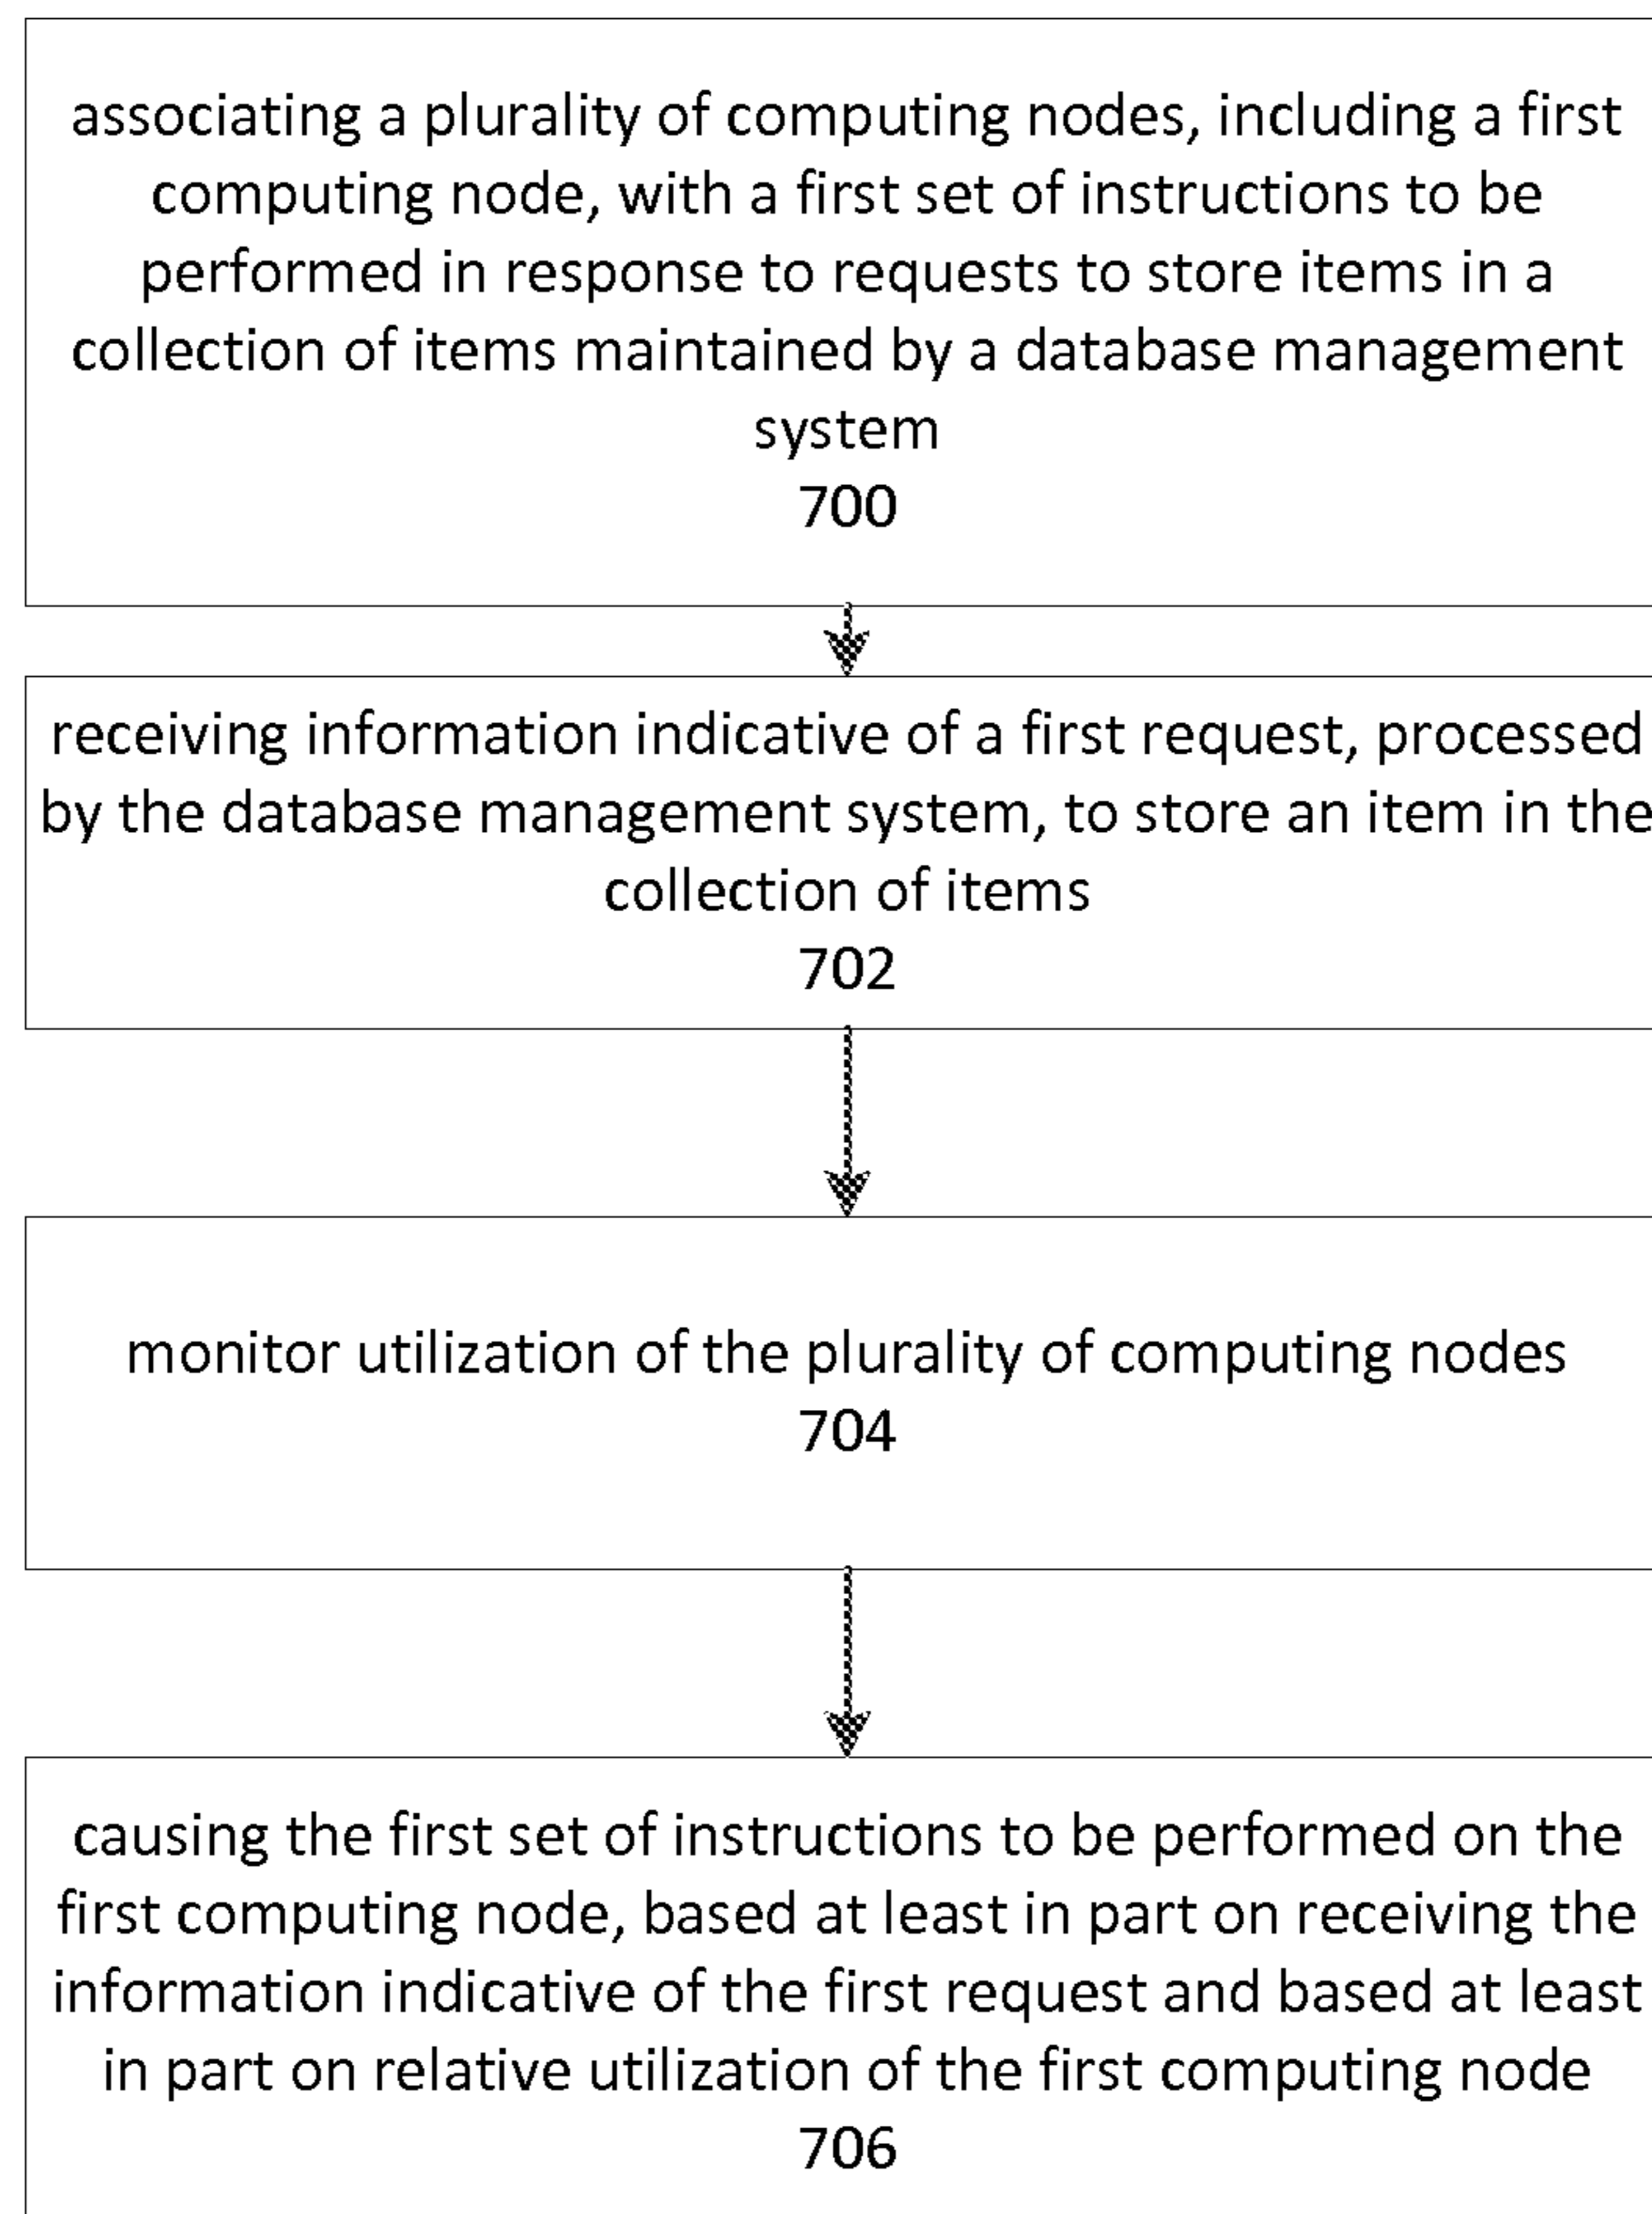 associating a plurality of computing nodes, including a first
computing node, with a first set of instructions to be
performed in response to requests to store items in a
collection of items maintained by a database management
system
700
receiving information indicative of a first request, processed
by the database management system, to store an item in the
collection of items
702
monitor utilization of the plurality of computing nodes
704
causing the first set of instructions to be performed on the
first computing node, based at least in part on receiving the
information indicative of the first request and based at least
in part on relative utilization of the first computing node
706